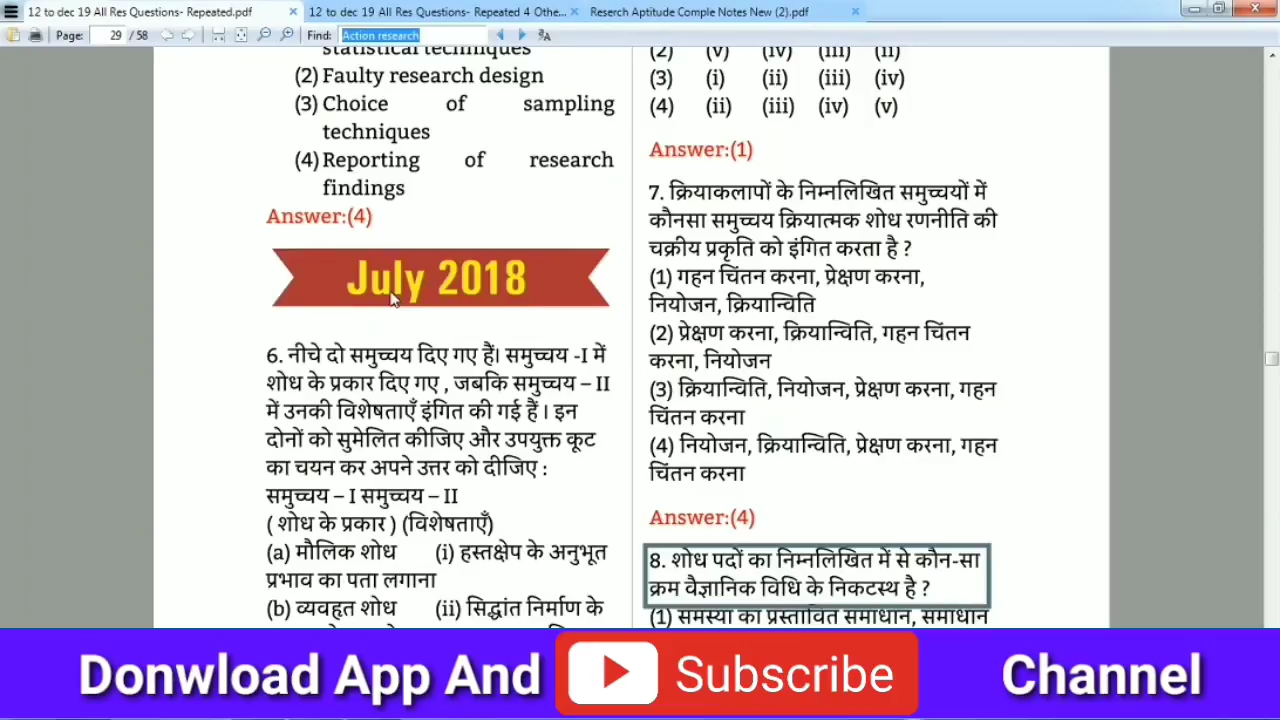 12 to dec 19 All Res Questions- Repeated.pdf
12 to dec 19 All Res Questions- Repeated 4 Othe...
Reserch Aptitude Comple Notes New (2).pdf
Page: 29 / 58 Find: Action research
statistical techniques
(2) Faulty research design
(3) Choice of sampling
techniques
(4) Reporting of research
findings
Answer:(4)
July 2018
6. नीचे दो समुच्चय दिए गए हैं। समुच्चय -I में
शोध के प्रकार दिए गए , जबकि समुच्चय – II
में उनकी विशेषताएँ इंगित की गई हैं । इन
दोनों को सुमेलित कीजिए और उपयुक्त कूट
का चयन कर अपने उत्तर को दीजिए :
समुच्चय – I समुच्चय – II
( शोध के प्रकार ) (विशेषताएँ)
(a) मौलिक शोध (i) हस्तक्षेप के अनुभूत
प्रभाव का पता लगाना
(b) व्यवहृत शोध (ii) सिद्धांत निर्माण के
(2) (v) (iv) (iii) (ii)
(3) (i) (ii) (iii) (iv)
(4) (ii) (iii) (iv) (v)
Answer:(1)
7. क्रियाकलापों के निम्नलिखित समुच्चयों में
कौनसा समुच्चय क्रियात्मक शोध रणनीति की
चक्रीय प्रकृति को इंगित करता है ?
(1) गहन चिंतन करना, प्रेक्षण करना,
नियोजन, क्रियान्विति
(2) प्रेक्षण करना, क्रियान्विति, गहन चिंतन
करना, नियोजन
(3) क्रियान्विति, नियोजन, प्रेक्षण करना, गहन
चिंतन करना
(4) नियोजन, क्रियान्विति, प्रेक्षण करना, गहन
चिंतन करना
Answer:(4)
8. शोध पदों का निम्नलिखित में से कौन-सा
क्रम वैज्ञानिक विधि के निकटस्थ है ?
(1) समस्या का प्रस्तावित समाधान, समाधान
Donwload App And Subscribe Channel